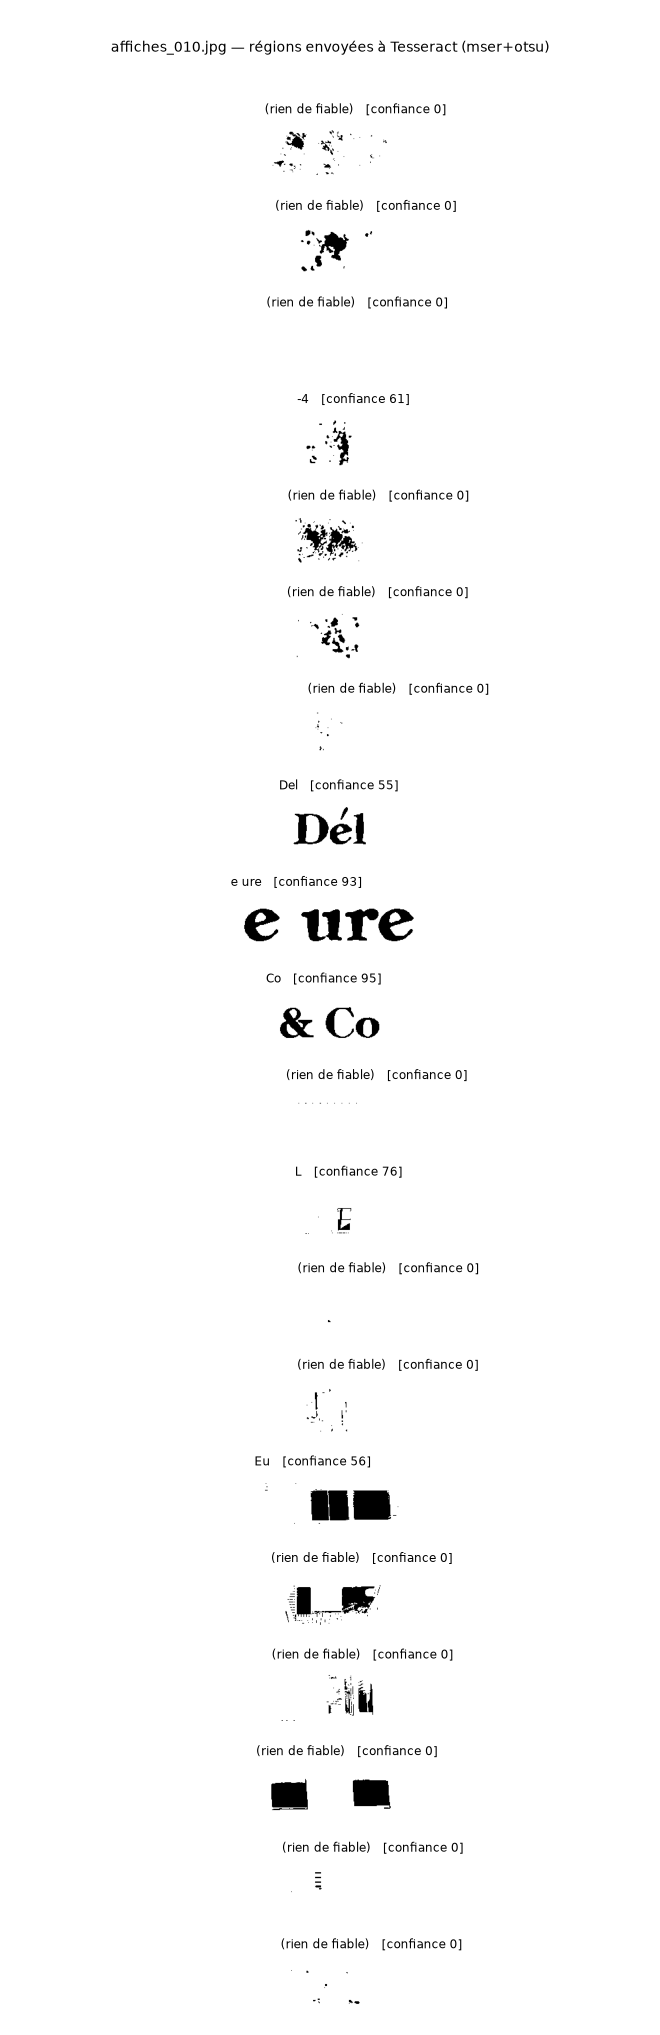 affiches_010.jpg — régions envoyées à Tesseract (mser+otsu)
(rien de fiable) [confiance 0]
(rien de fiable) [confiance 0]
(rien de fiable) [confiance 0]
-4 [confiance 61]
(rien de fiable) [confiance 0]
(rien de fiable) [confiance 0]
(rien de fiable) [confiance 0]
Del [confiance 55]
Dél
e ure [confiance 93]
e ure
Co [confiance 95]
& Co
(rien de fiable) [confiance 0]
L [confiance 76]
E
(rien de fiable) [confiance 0]
(rien de fiable) [confiance 0]
Eu [confiance 56]
(rien de fiable) [confiance 0]
(rien de fiable) [confiance 0]
(rien de fiable) [confiance 0]
(rien de fiable) [confiance 0]
(rien de fiable) [confiance 0]